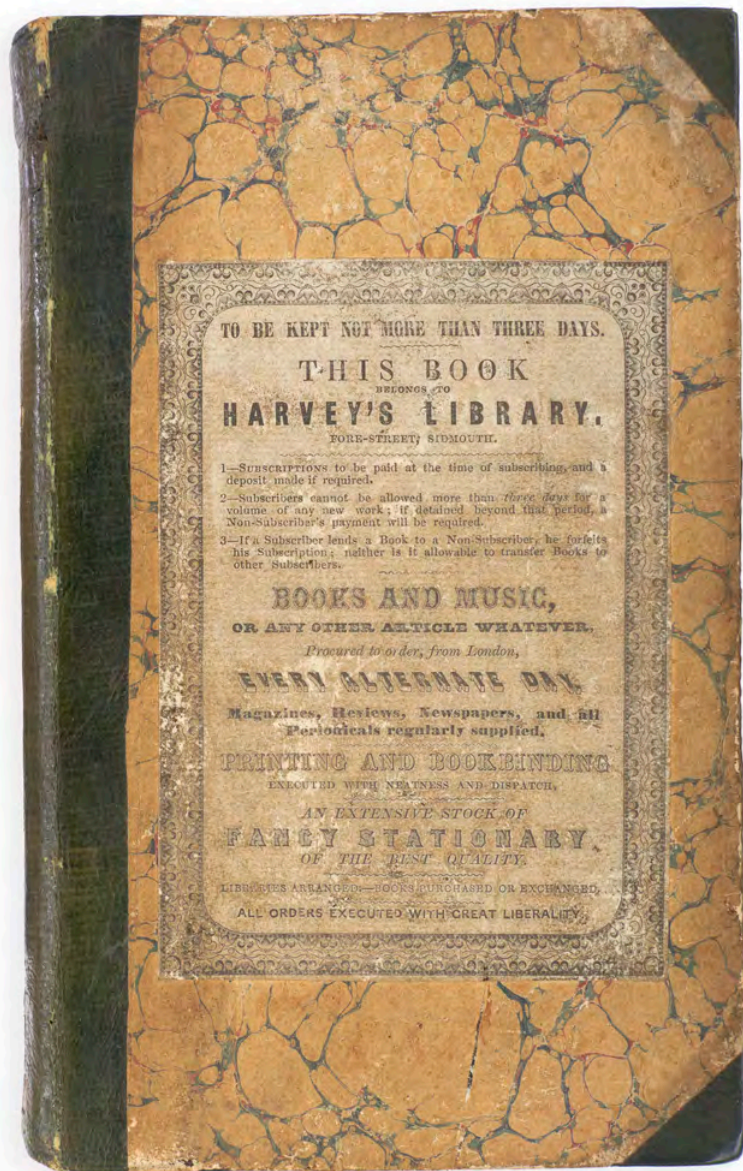 TO BE KEPT NOT MORE THAN THREE DAYS.
THIS BOOK
BELONGS TO
HARVEY'S LIBRARY.
FORE-STREET, SIDMOUTH.
1—SUBSCRIPTIONS to be paid at the time of subscribing, and a
deposit made if required.
2—Subscribers cannot be allowed more than three days for a
volume of any new work; if detained beyond that period, a
Non-Subscriber's payment will be required.
3—If a Subscriber lends a Book to a Non-Subscriber, he forfeits
his Subscription; neither is it allowable to transfer Books to
other Subscribers.
BOOKS AND MUSIC,
OR ANY OTHER ARTICLE WHATEVER,
Procured to order, from London,
EVERY ALTERNATE DAY.
Magazines, Reviews, Newspapers, and all
Periodicals regularly supplied.
PRINTING AND BOOKBINDING
EXECUTED WITH NEATNESS AND DISPATCH,
AN EXTENSIVE STOCK OF
FANCY STATIONARY,
OF THE BEST QUALITY.
LIBRARIES ARRANGED:—BOOKS PURCHASED OR EXCHANGED,
ALL ORDERS EXECUTED WITH GREAT LIBERALITY.